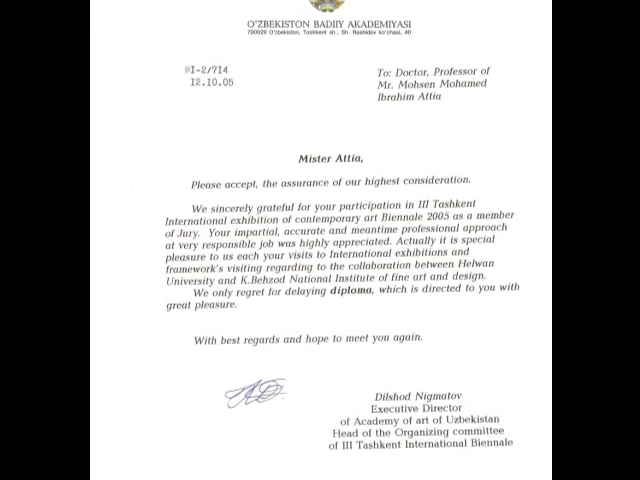 O'ZBEKISTON BADIIY AKADEMIYASI
700029 O'zbekiston, Tashkent sh., Sh. Rashidov ko'chasi, 40
I-2/714
12.10.05
To: Doctor, Professor of
Mr. Mohsen Mohamed
Ibrahim Attia
Mister Attia,
Please accept, the assurance of our highest consideration.
We sincerely grateful for your participation in III Tashkent
International exhibition of contemporary art Biennale 2005 as a member
of Jury. Your impartial, accurate and meantime professional approach
at very responsible job was highly appreciated. Actually it is special
pleasure to us each your visits to International exhibitions and
framework's visiting regarding to the collaboration between Helwan
University and K.Behzod National Institute of fine art and design.
We only regret for delaying diploma, which is directed to you with
great pleasure.
With best regards and hope to meet you again.
Dilshod Nigmatov
Executive Director
of Academy of art of Uzbekistan
Head of the Organizing committee
of III Tashkent International Biennale